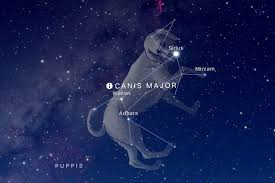 Sirius
Mirzam
CANIS MAJOR
Wezen
Adhara
PUPPIS